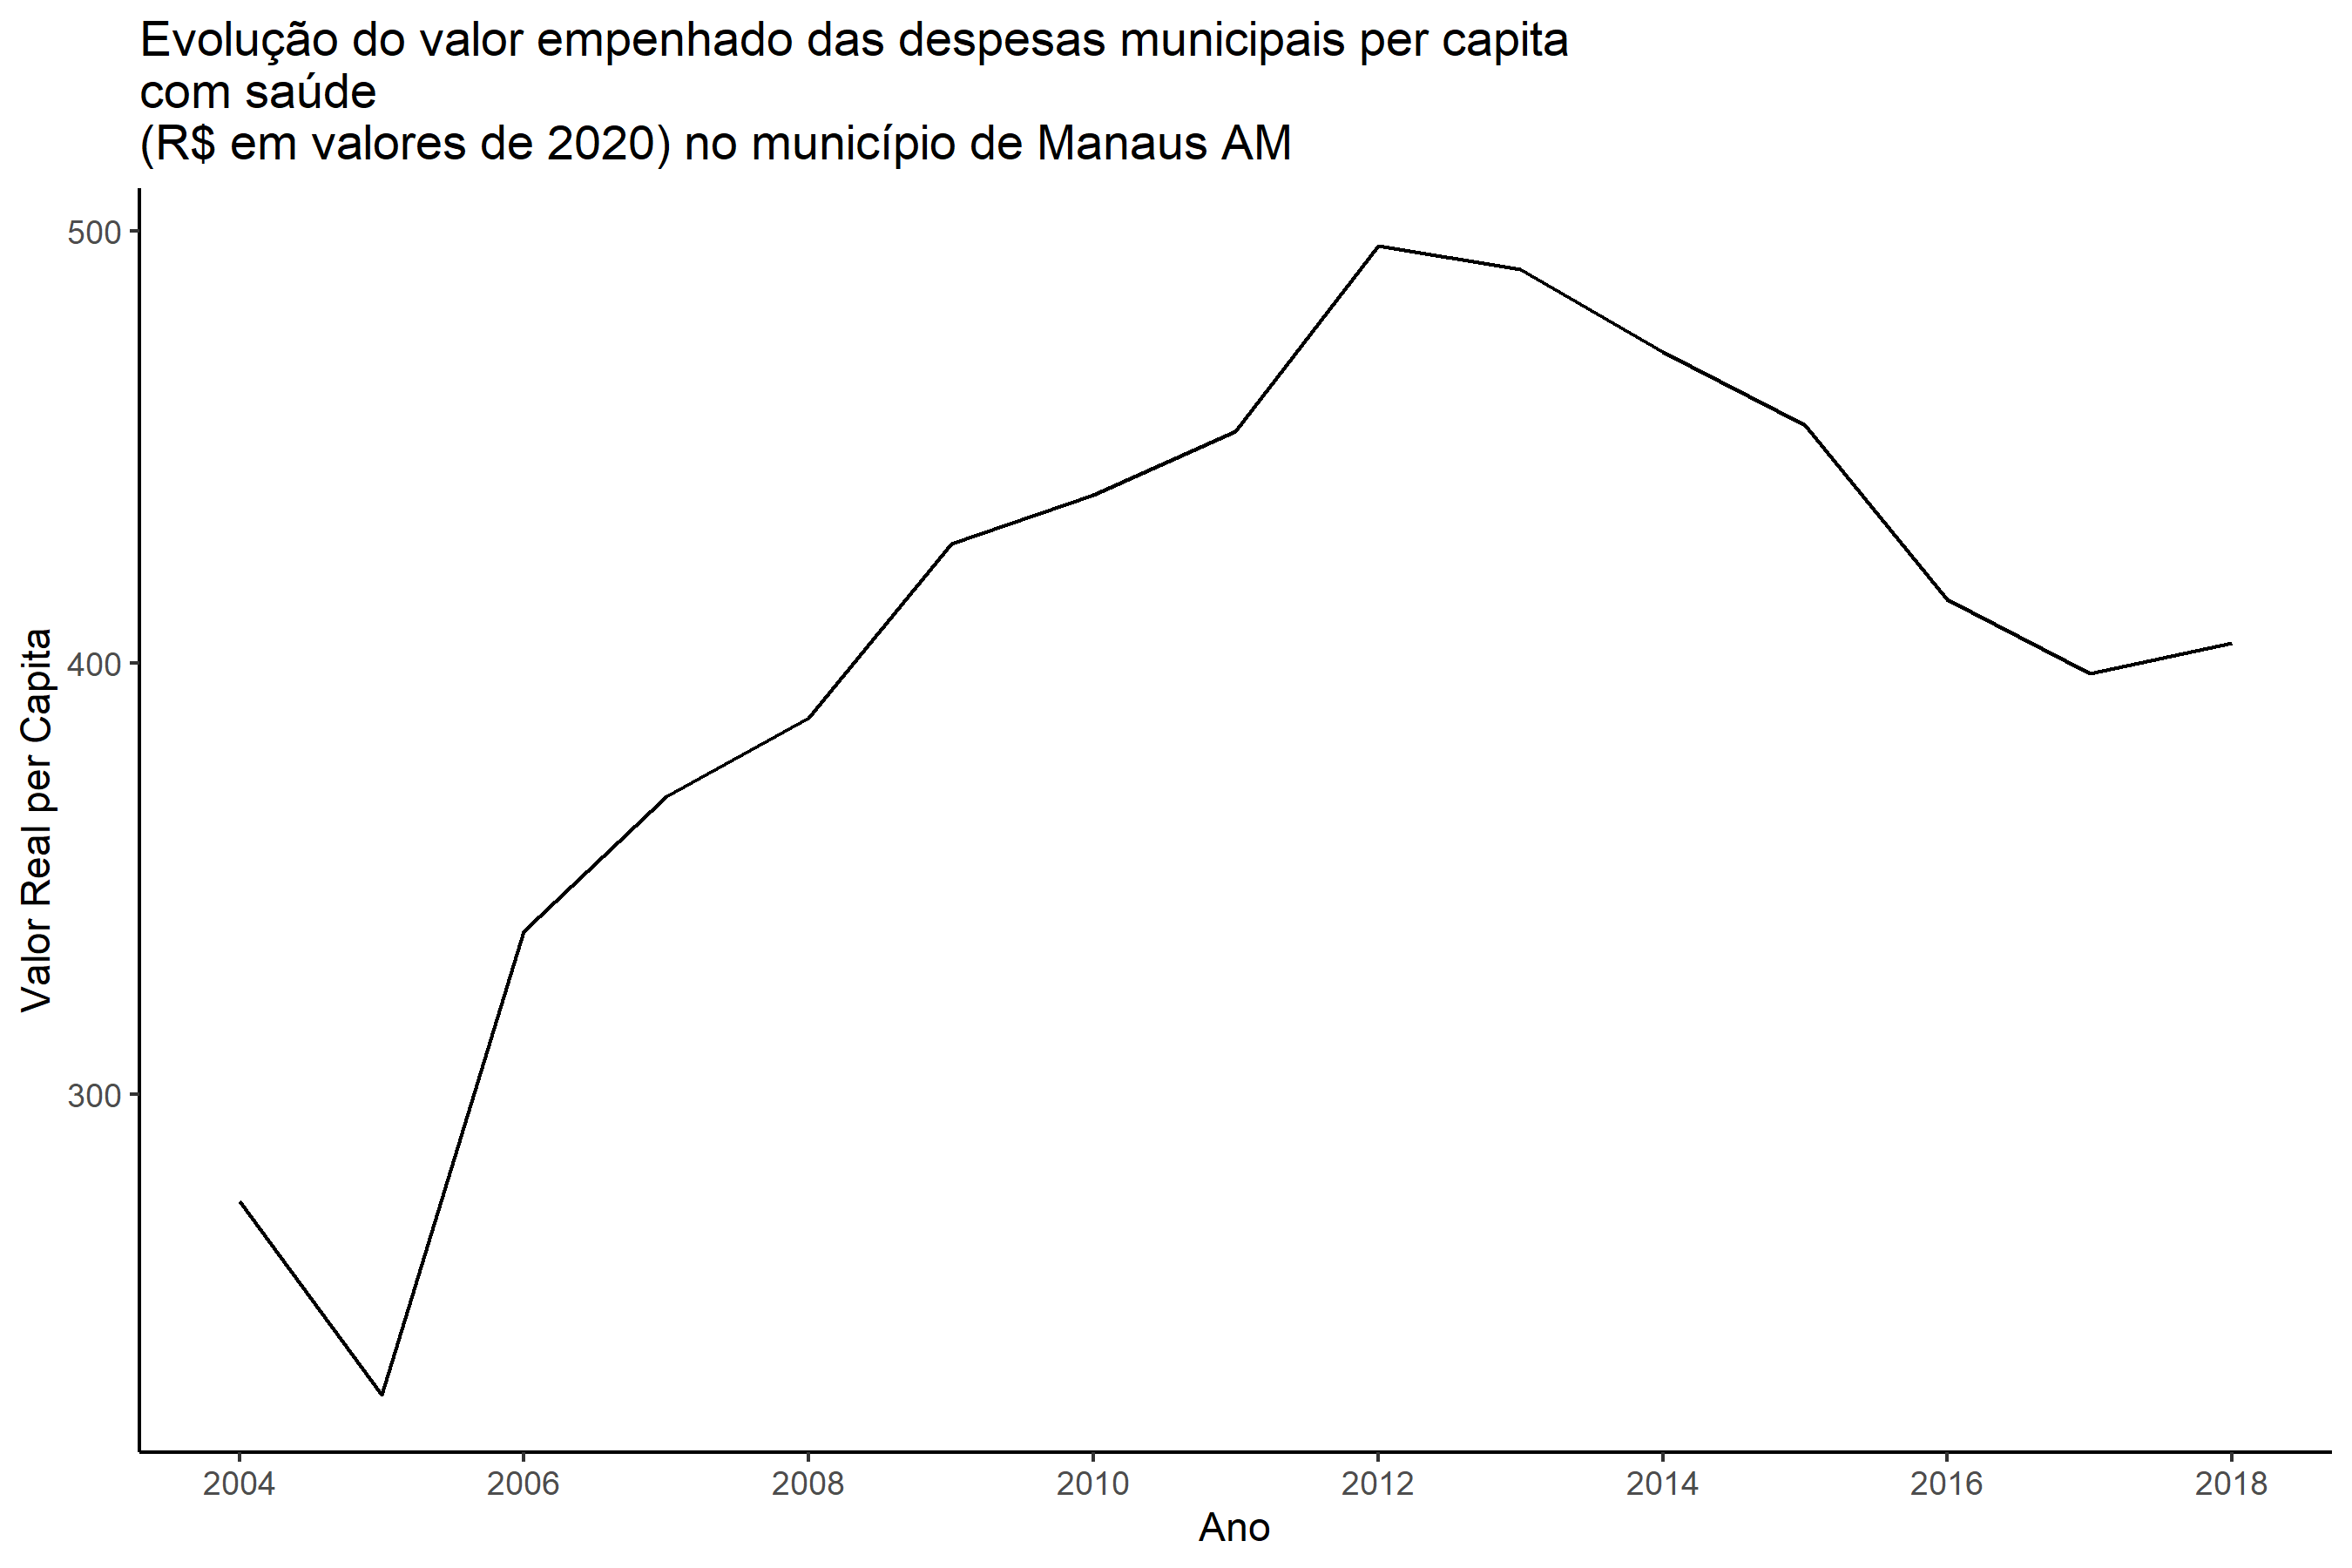 Evolução do valor empenhado das despesas municipais per capita
com saúde
(R$ em valores de 2020) no município de Manaus AM
Valor Real per Capita
500
400
300
2004 2006 2008 2010 2012 2014 2016 2018
Ano